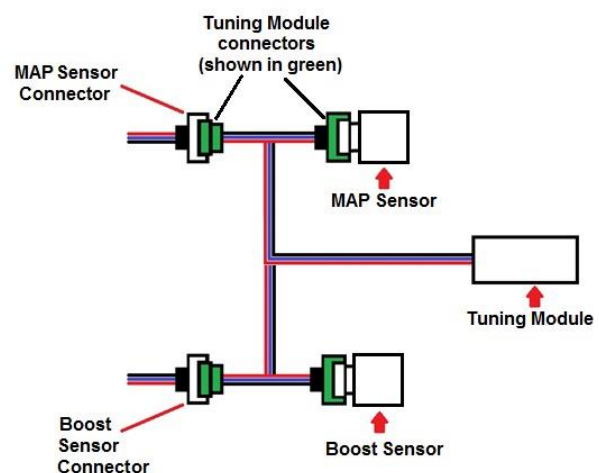 Tuning Module
connectors
(shown in green)
MAP Sensor
Connector
MAP Sensor
Tuning Module
Boost
Sensor
Connector
Boost Sensor